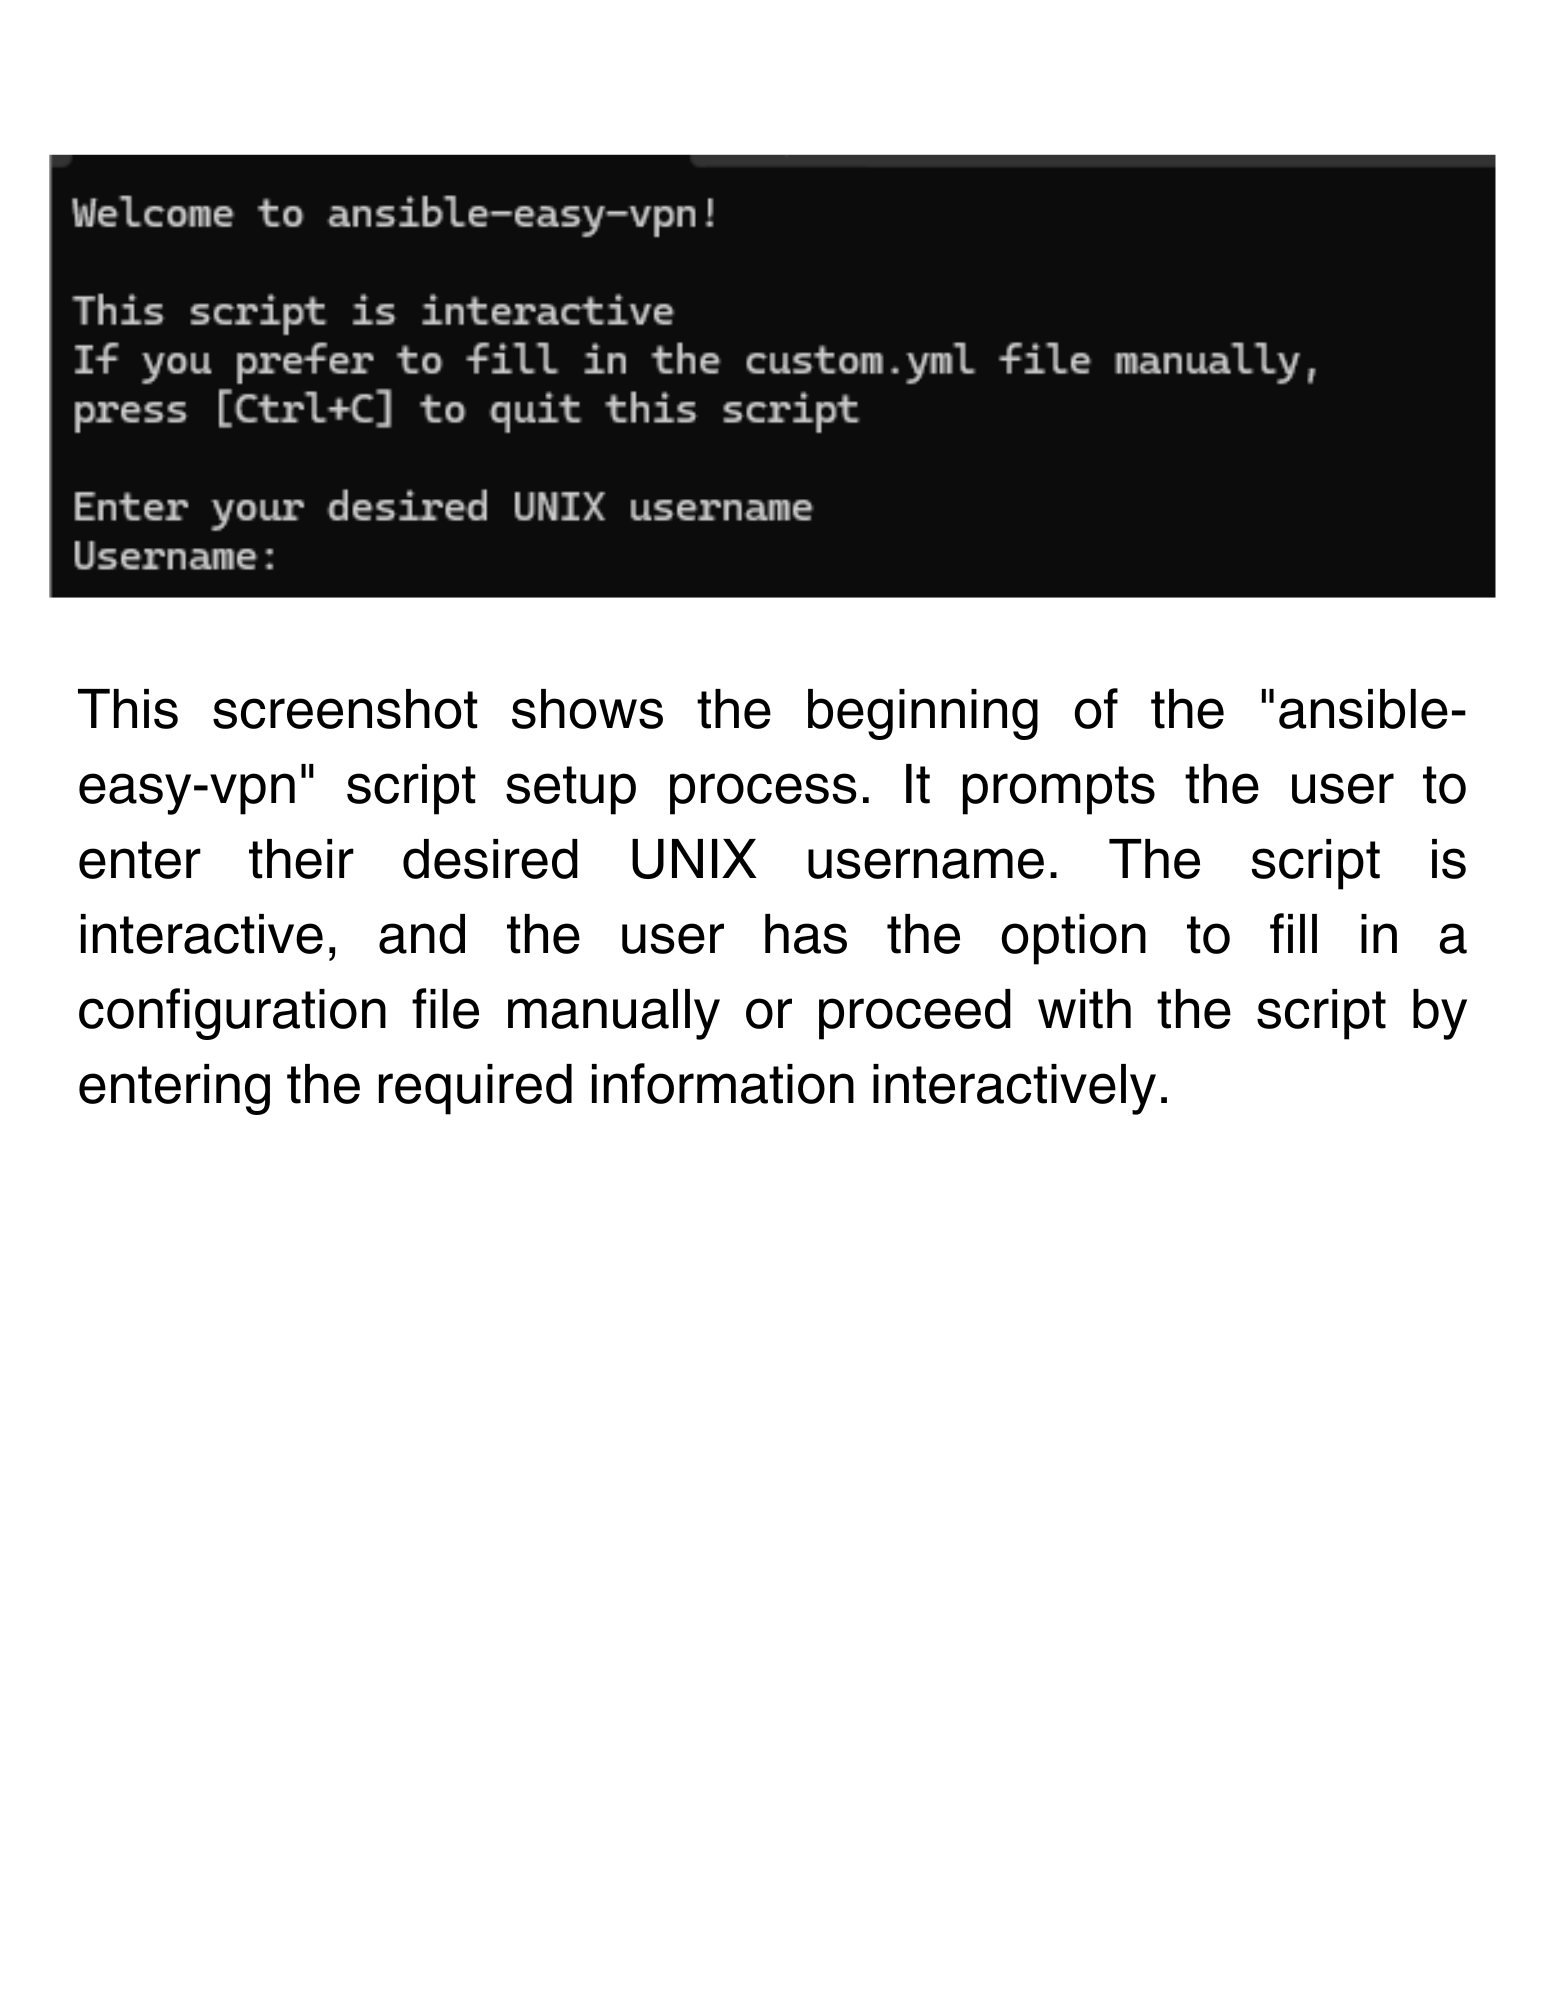 Welcome to ansible-easy-vpn!
This script is interactive
If you prefer to fill in the custom.yml file manually,
press [Ctrl+C] to quit this script
Enter your desired UNIX username
Username:
This screenshot shows the beginning of the "ansible-
easy-vpn" script setup process. It prompts the user to
enter their desired UNIX username. The script is
interactive, and the user has the option to fill in a
configuration file manually or proceed with the script by
entering the required information interactively.